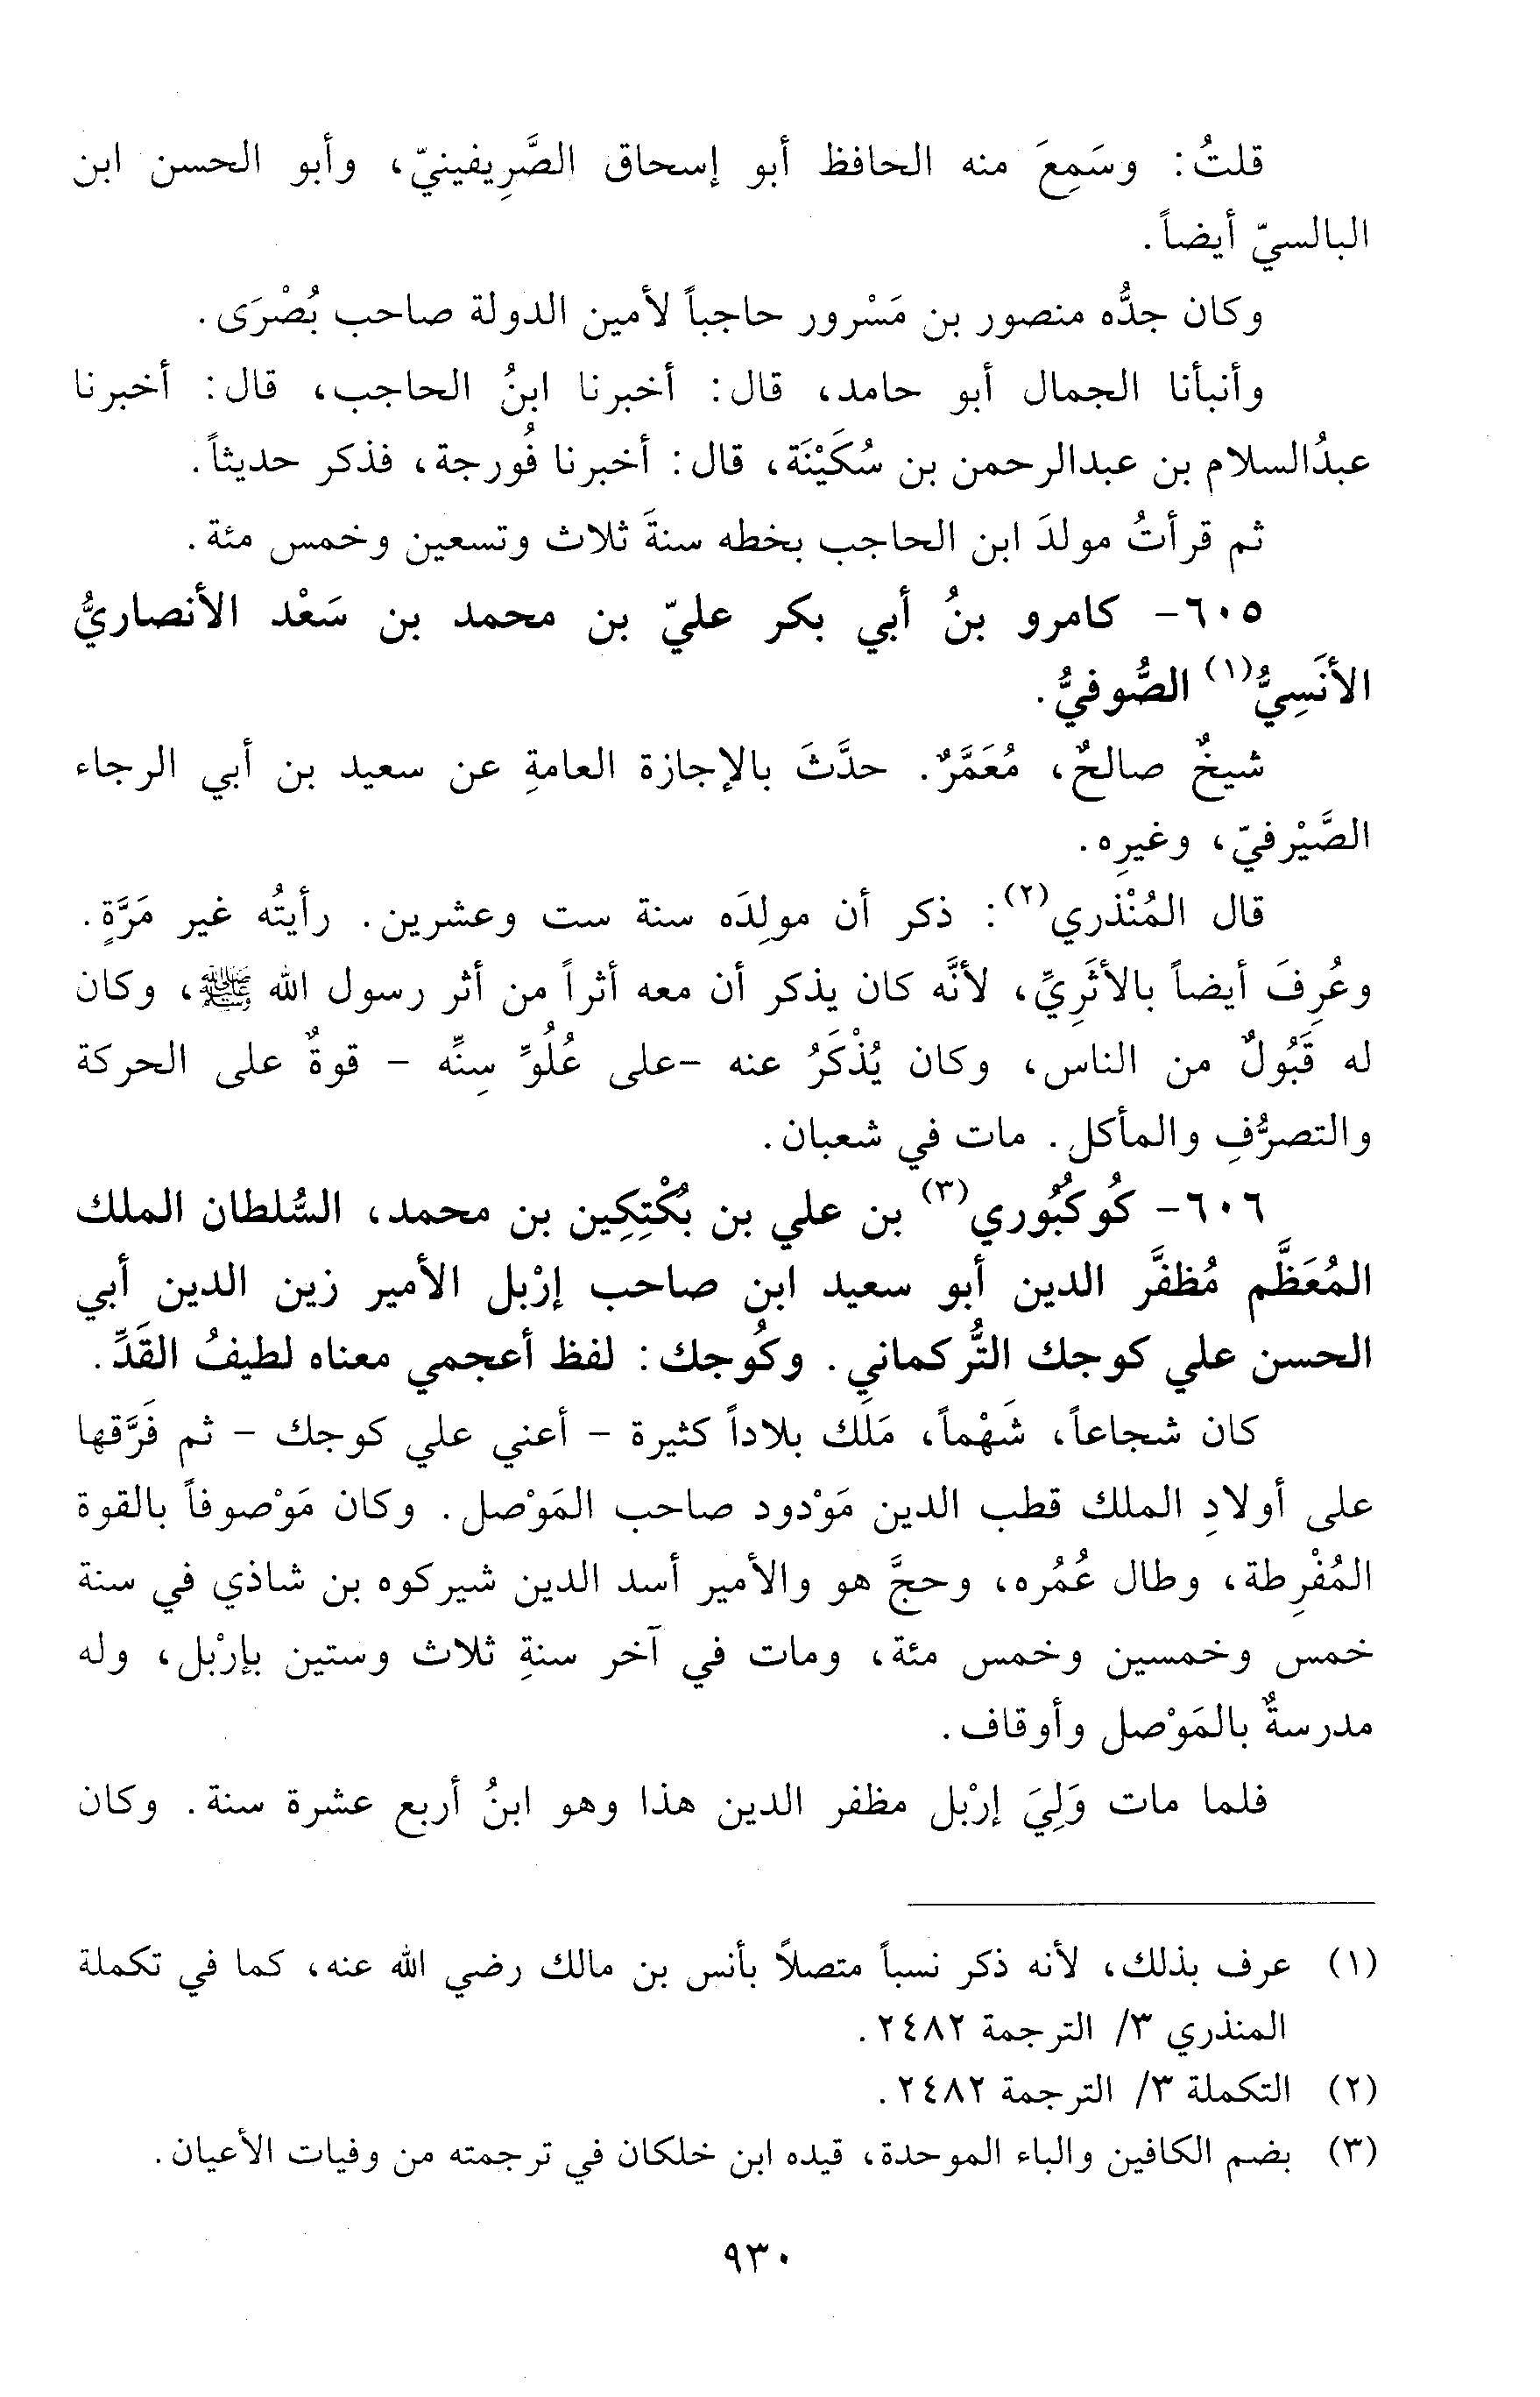 قلتُ: وسَمِعَ منه الحافظ أبو إسحاق الصَّرِيفينيّ، وأبو الحسن ابن
البالسيّ أيضاً.
وكان جدُّه منصور بن مَسْرور حاجباً لأمين الدولة صاحب بُصْرَى.
وأنبأنا الجمال أبو حامد، قال: أخبرنا ابنُ الحاجب، قال: أخبرنا
عبدُالسلام بن عبدالرحمن بن سُكَيْنَة، قال: أخبرنا فُورجة، فذكر حديثاً.
ثم قرأتُ مولدَ ابن الحاجب بخطه سنةَ ثلاث وتسعين وخمس مئة.
٦٠٥- كامرو بنُ أبي بكر عليّ بن محمد بن سَعْد الأنصاريُّ
الأنَسِيُّ(١) الصُّوفيُّ.
شيخٌ صالحٌ، مُعَمَّرٌ. حدَّثَ بالإجازة العامةِ عن سعيد بن أبي الرجاء
الصَّيْرفيّ، وغيرِه.
قال المُنْذري(٢): ذكر أن مولِدَه سنة ست وعشرين. رأيتُه غير مَرَّةٍ.
وعُرِفَ أيضاً بالأثَرِيِّ، لأنَّه كان يذكر أن معه أثراً من أثر رسول الله ﷺ، وكان
له قَبُولٌ من الناس، وكان يُذْكَرُ عنه -على عُلُوِّ سِنِّه - قوةٌ على الحركة
والتصرُّفِ والمأكل. مات في شعبان.
٦٠٦- كُوكبُوري(٣) بن علي بن بُكْتِكِين بن محمد، السُّلطان الملك
المُعَظَّم مُظفَّر الدين أبو سعيد ابن صاحب إرْبل الأمير زين الدين أبي
الحسن علي كوجك التُّركماني. وكُوجك: لفظ أعجمي معناه لطيفُ القَدِّ.
كان شجاعاً، شَهْماً، مَلَك بلاداً كثيرة - أعني علي كوجك - ثم فَرَّقها
على أولادِ الملك قطب الدين مَوْدود صاحب المَوْصل. وكان مَوْصوفاً بالقوة
المُفْرِطة، وطال عُمُره، وحجَّ هو والأمير أسد الدين شيركوه بن شاذي في سنة
خمس وخمسين وخمس مئة، ومات في آخر سنةِ ثلاث وستين بإرْبل، وله
مدرسةٌ بالمَوْصل وأوقاف.
فلما مات وَلِيَ إرْبل مظفر الدين هذا وهو ابنُ أربع عشرة سنة. وكان
(١) عرف بذلك، لأنه ذكر نسباً متصلاً بأنس بن مالك رضي الله عنه، كما في تكملة
المنذري ٣/ الترجمة ٢٤٨٢.
(٢) التكملة ٣/ الترجمة ٢٤٨٢.
(٣) بضم الكافين والباء الموحدة، قيده ابن خلكان في ترجمته من وفيات الأعيان.
٩٣٠